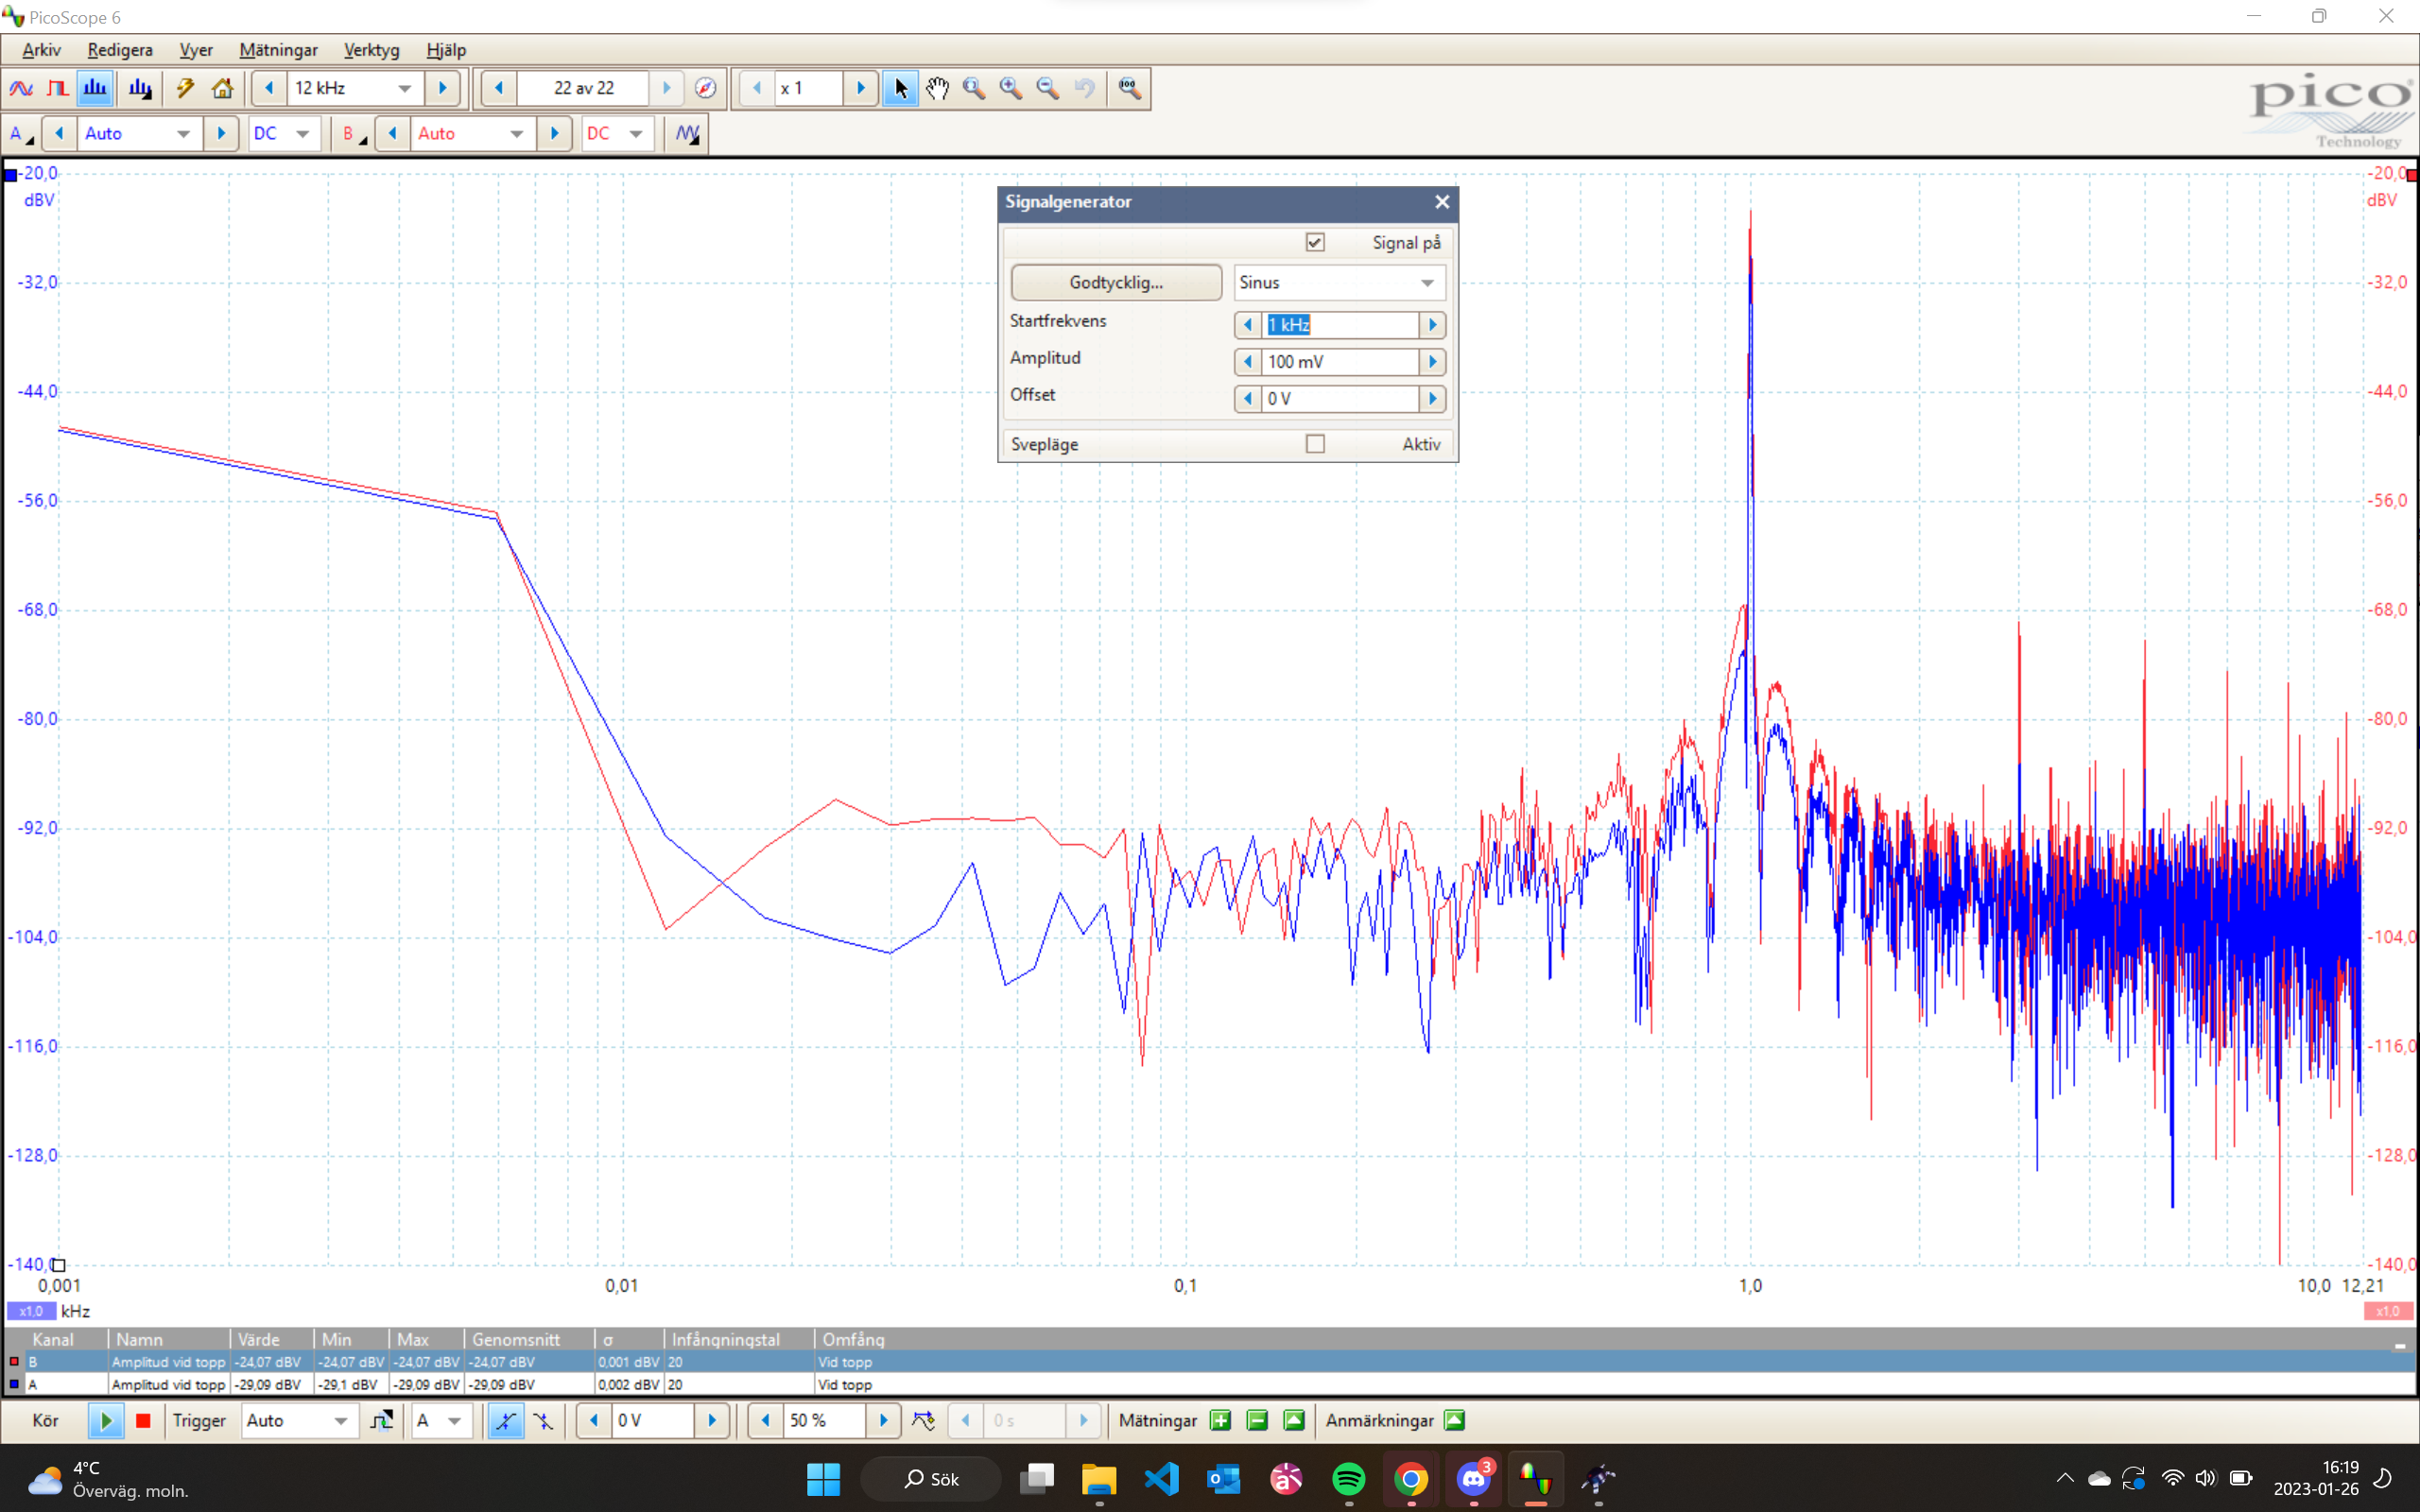 PicoScope 6
Arkiv Redigera Vyer Mätningar Verktyg Hjälp
12 kHz 22 av 22 x 1
pico
Technology
A Auto DC B Auto DC
-20,0 -20,0
dBV dBV
Signalgenerator
Signal på
Godtycklig... Sinus
Startfrekvens 1 kHz
Amplitud 100 mV
Offset 0 V
Svepläge Aktiv
-32,0 -32,0
-44,0 -44,0
-56,0 -56,0
-68,0 -68,0
-80,0 -80,0
-92,0 -92,0
-104,0 -104,0
-116,0 -116,0
-128,0 -128,0
-140,0 -140,0
0,001 0,01 0,1 1,0 10,0 12,21
x1,0 kHz x1,0
Kanal Namn Värde Min Max Genomsnitt σ Infångningstal Omfång
B Amplitud vid topp -24,07 dBV -24,07 dBV -24,07 dBV -24,07 dBV 0,001 dBV 20 Vid topp
A Amplitud vid topp -29,09 dBV -29,1 dBV -29,09 dBV -29,09 dBV 0,002 dBV 20 Vid topp
Kör Trigger Auto A 0 V 50 % 0 s Mätningar Anmärkningar
4°C
Överväg. moln.
Sök
3
16:19
2023-01-26